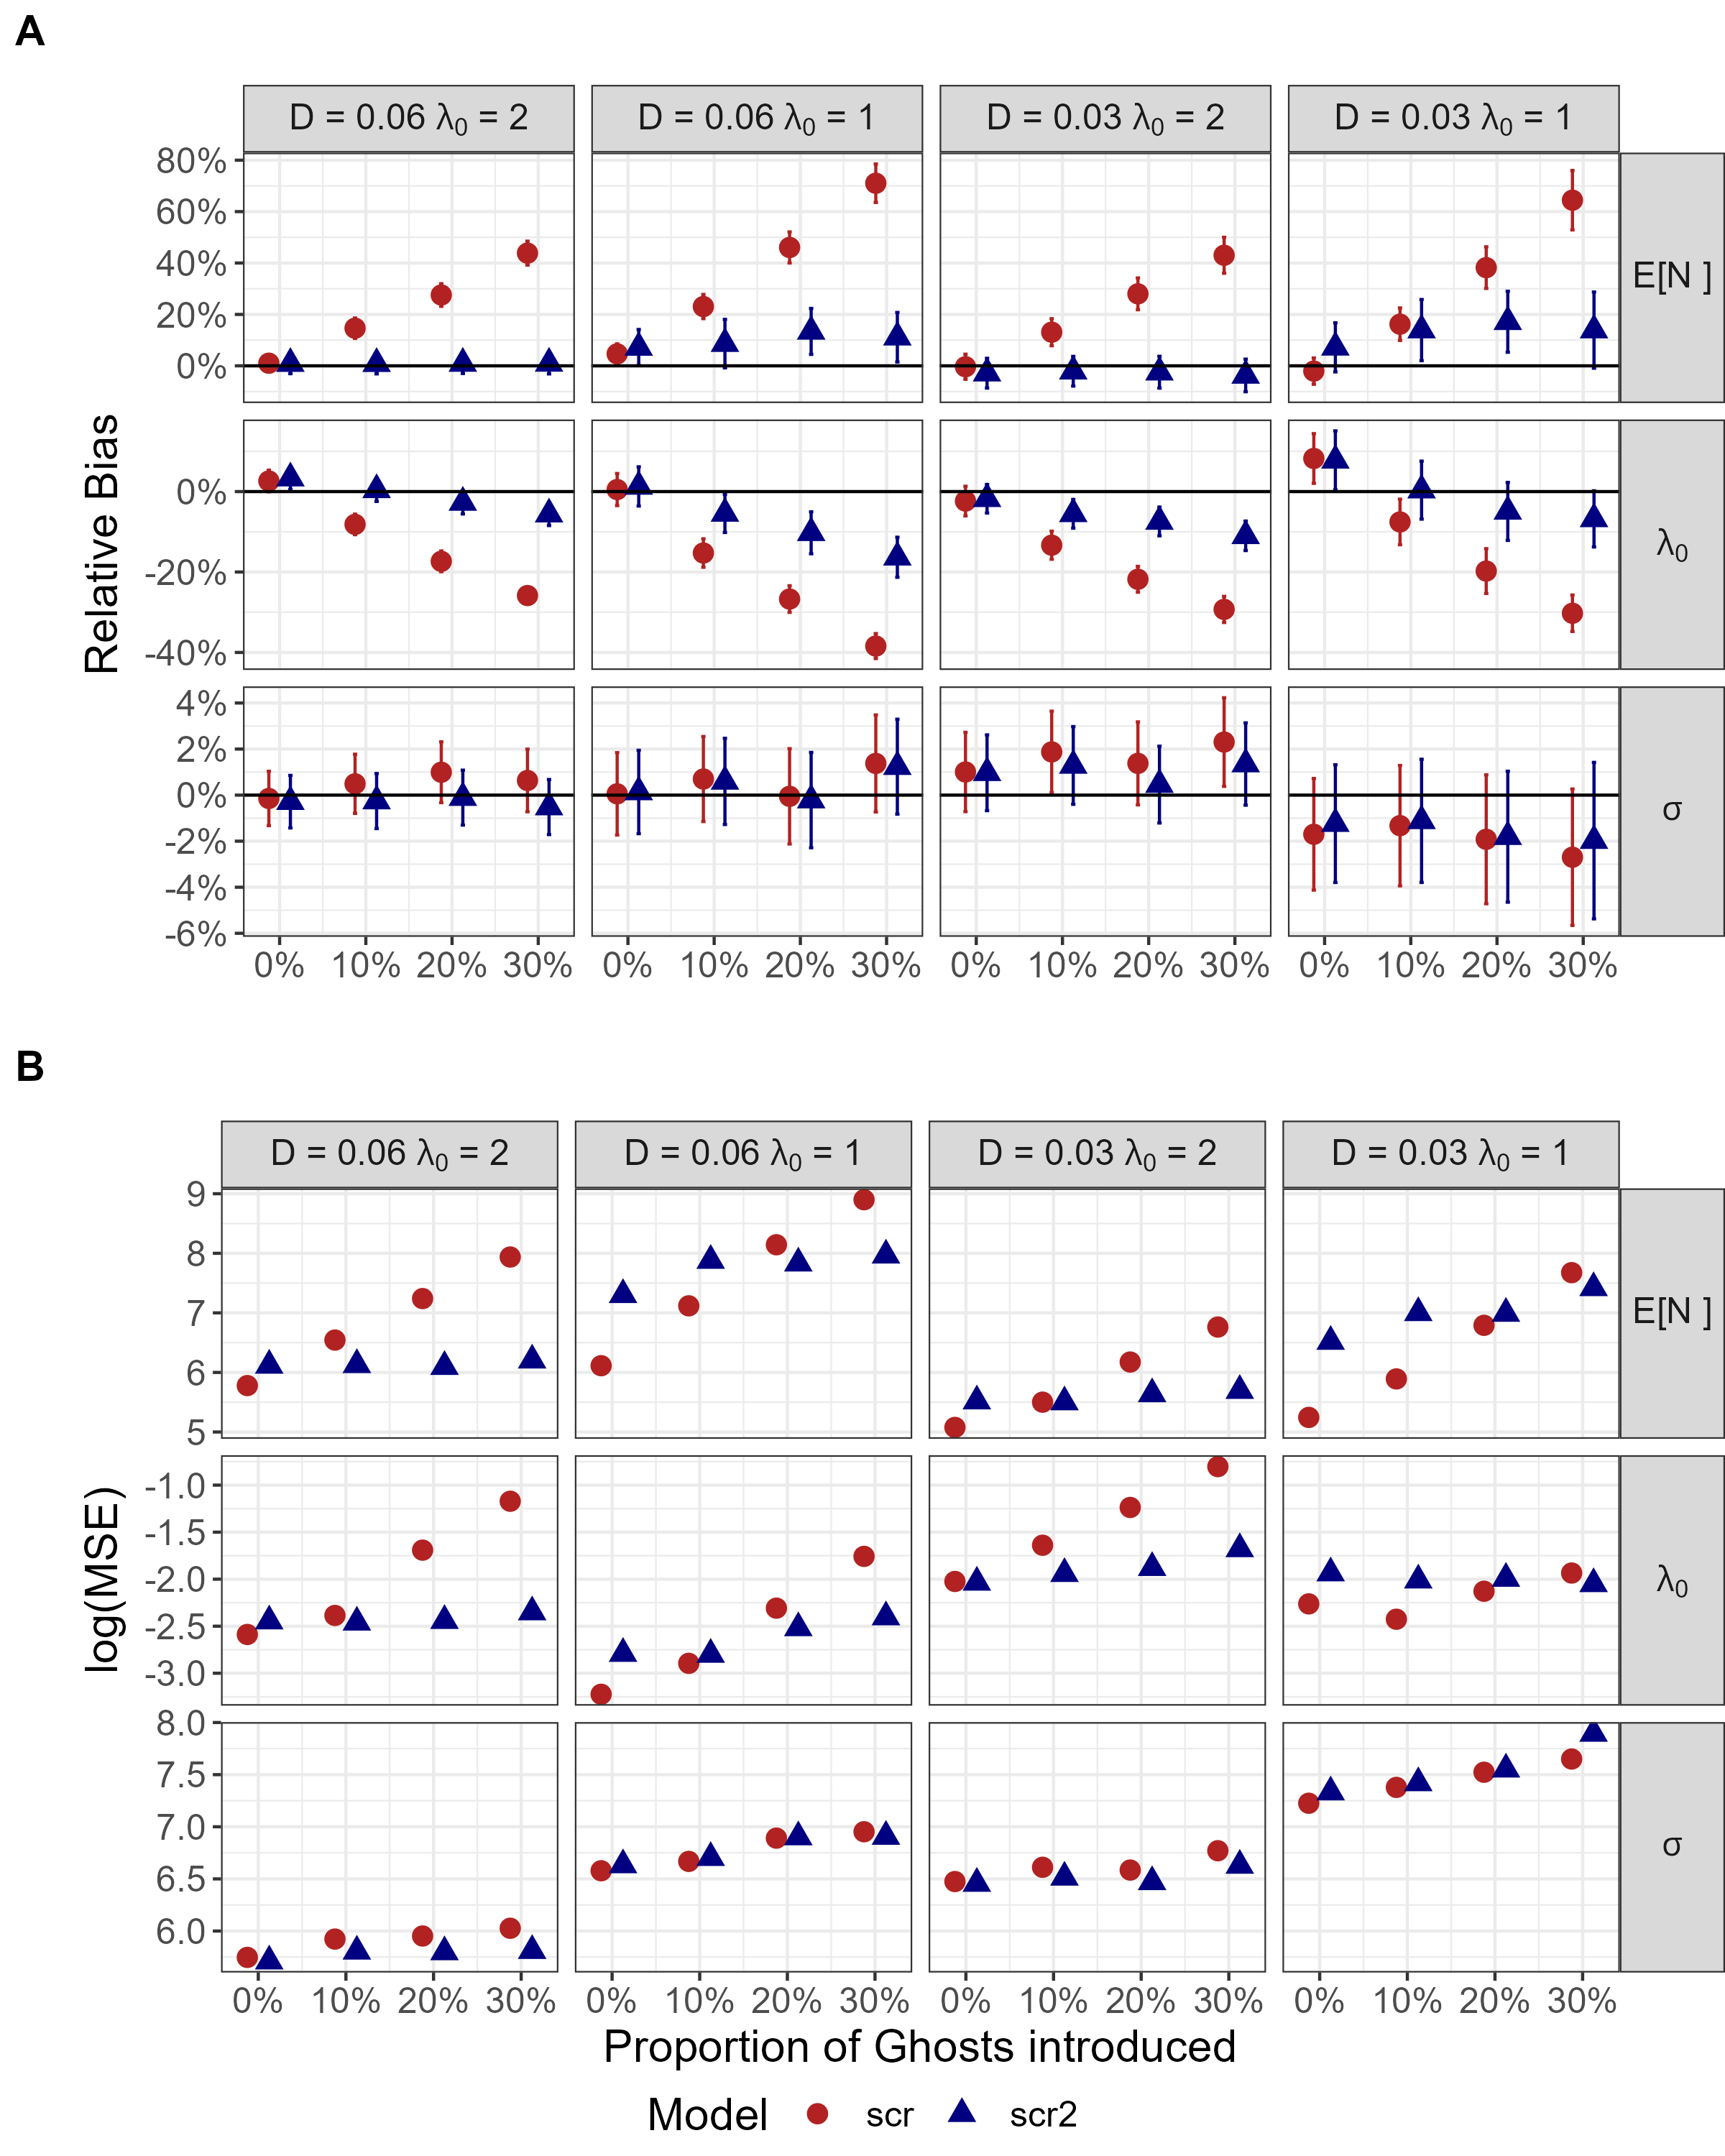 A
D = 0.06 λ₀ = 2
D = 0.06 λ₀ = 1
D = 0.03 λ₀ = 2
D = 0.03 λ₀ = 1
80%
60%
40%
20%
0%
E[N ]
Relative Bias
0%
-20%
-40%
λ₀
4%
2%
0%
-2%
-4%
-6%
σ
0% 10% 20% 30%
0% 10% 20% 30%
0% 10% 20% 30%
0% 10% 20% 30%
B
D = 0.06 λ₀ = 2
D = 0.06 λ₀ = 1
D = 0.03 λ₀ = 2
D = 0.03 λ₀ = 1
9
8
7
6
5
E[N ]
log(MSE)
-1.0
-1.5
-2.0
-2.5
-3.0
λ₀
8.0
7.5
7.0
6.5
6.0
σ
0% 10% 20% 30%
0% 10% 20% 30%
0% 10% 20% 30%
0% 10% 20% 30%
Proportion of Ghosts introduced
Model scr scr2